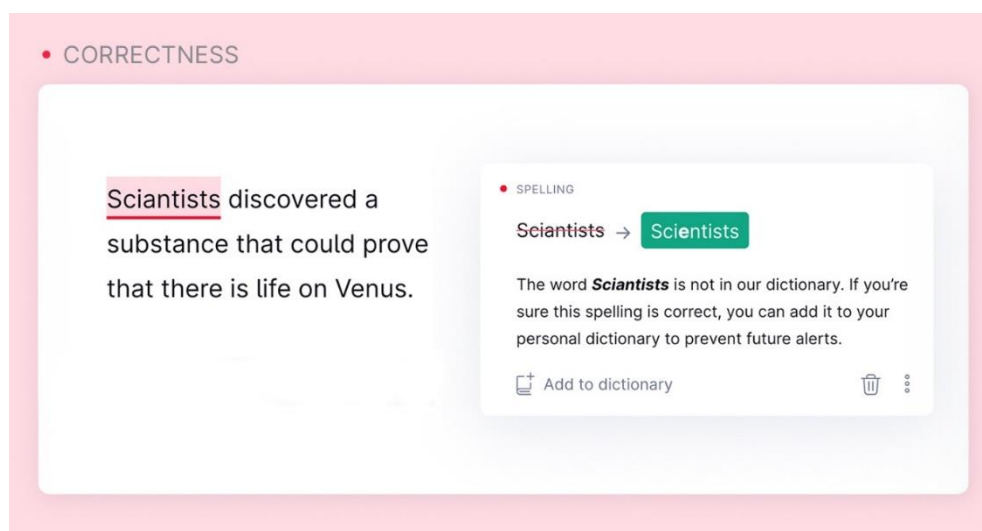 CORRECTNESS
Sciantists discovered a
substance that could prove
that there is life on Venus.
SPELLING
Sciantists → Scientists
The word Sciantists is not in our dictionary. If you’re
sure this spelling is correct, you can add it to your
personal dictionary to prevent future alerts.
Add to dictionary